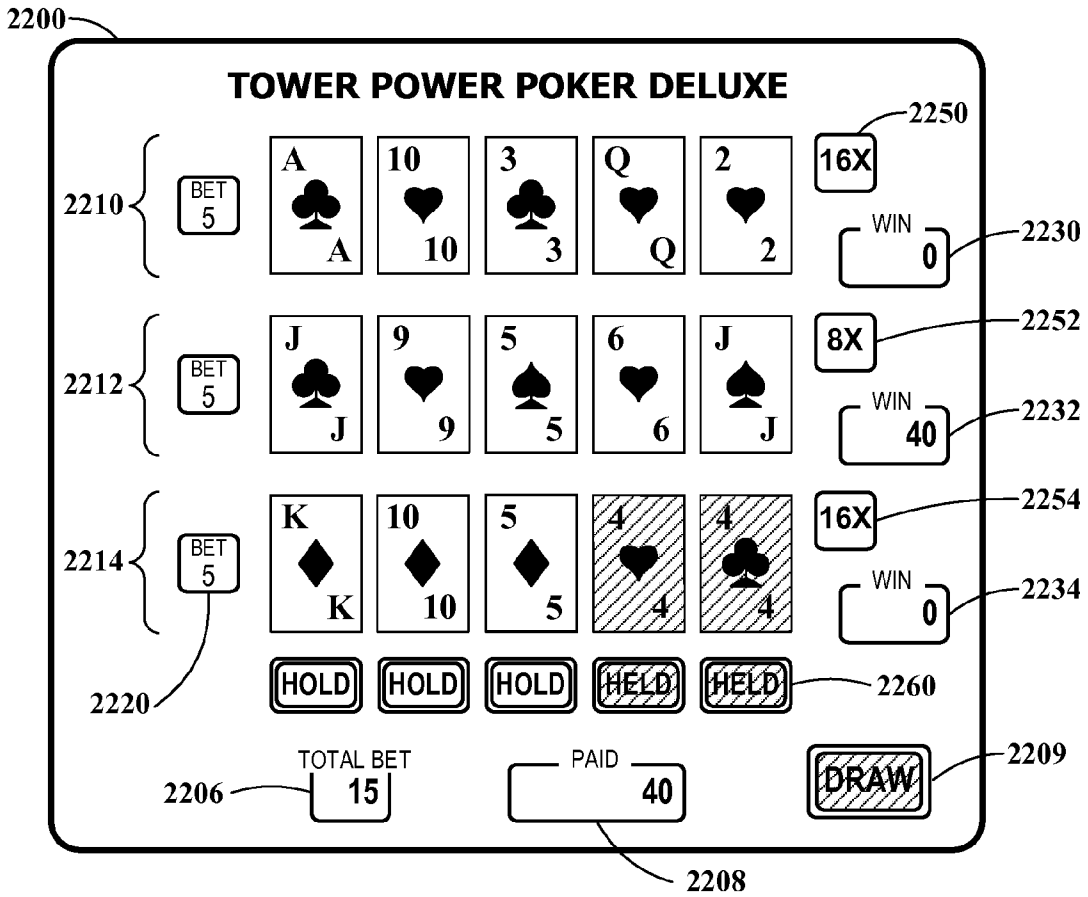 2200
TOWER POWER POKER DELUXE
2250
A 10 3 Q 2 16X
2210 BET 5
A 10 3 Q 2
WIN 0 2230
J 9 5 6 J 8X 2252
2212 BET 5
J 9 5 6 J
WIN 40 2232
K 10 5 4 4 16X 2254
2214 BET 5
K 10 5 4 4
WIN 0 2234
2220
HOLD HOLD HOLD HELD HELD 2260
TOTAL BET PAID
2206 15 40 DRAW 2209
2208